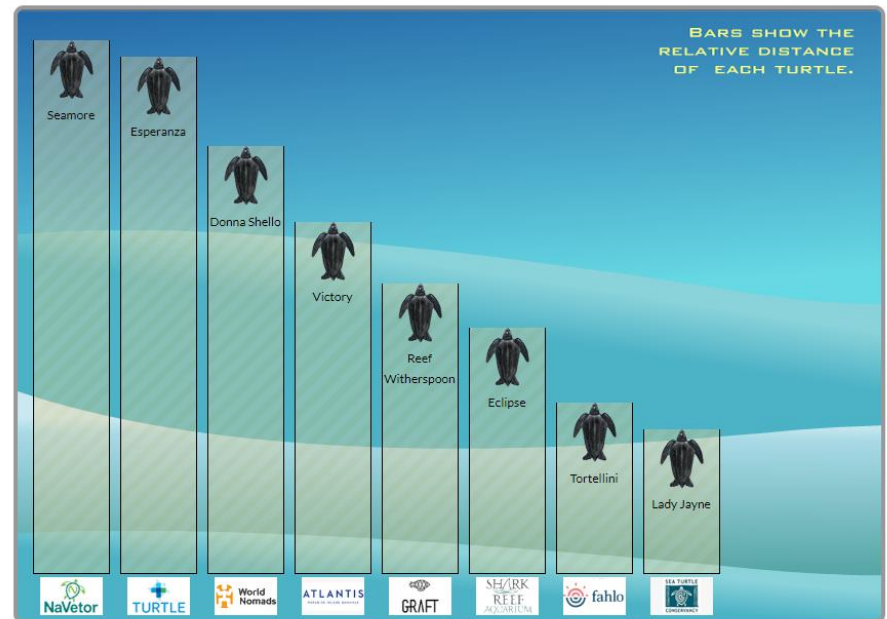 BARS SHOW THE
RELATIVE DISTANCE
OF EACH TURTLE.
Seamore
Esperanza
Donna Shello
Victory
Reef
Witherspoon
Eclipse
Tortellini
Lady Jayne
NaVetor
TURTLE
World
Nomads
ATLANTIS
GRAFT
SHARK
REEF
AQUARIUM
fahlo
SEA TURTLE
CONSERVANCY